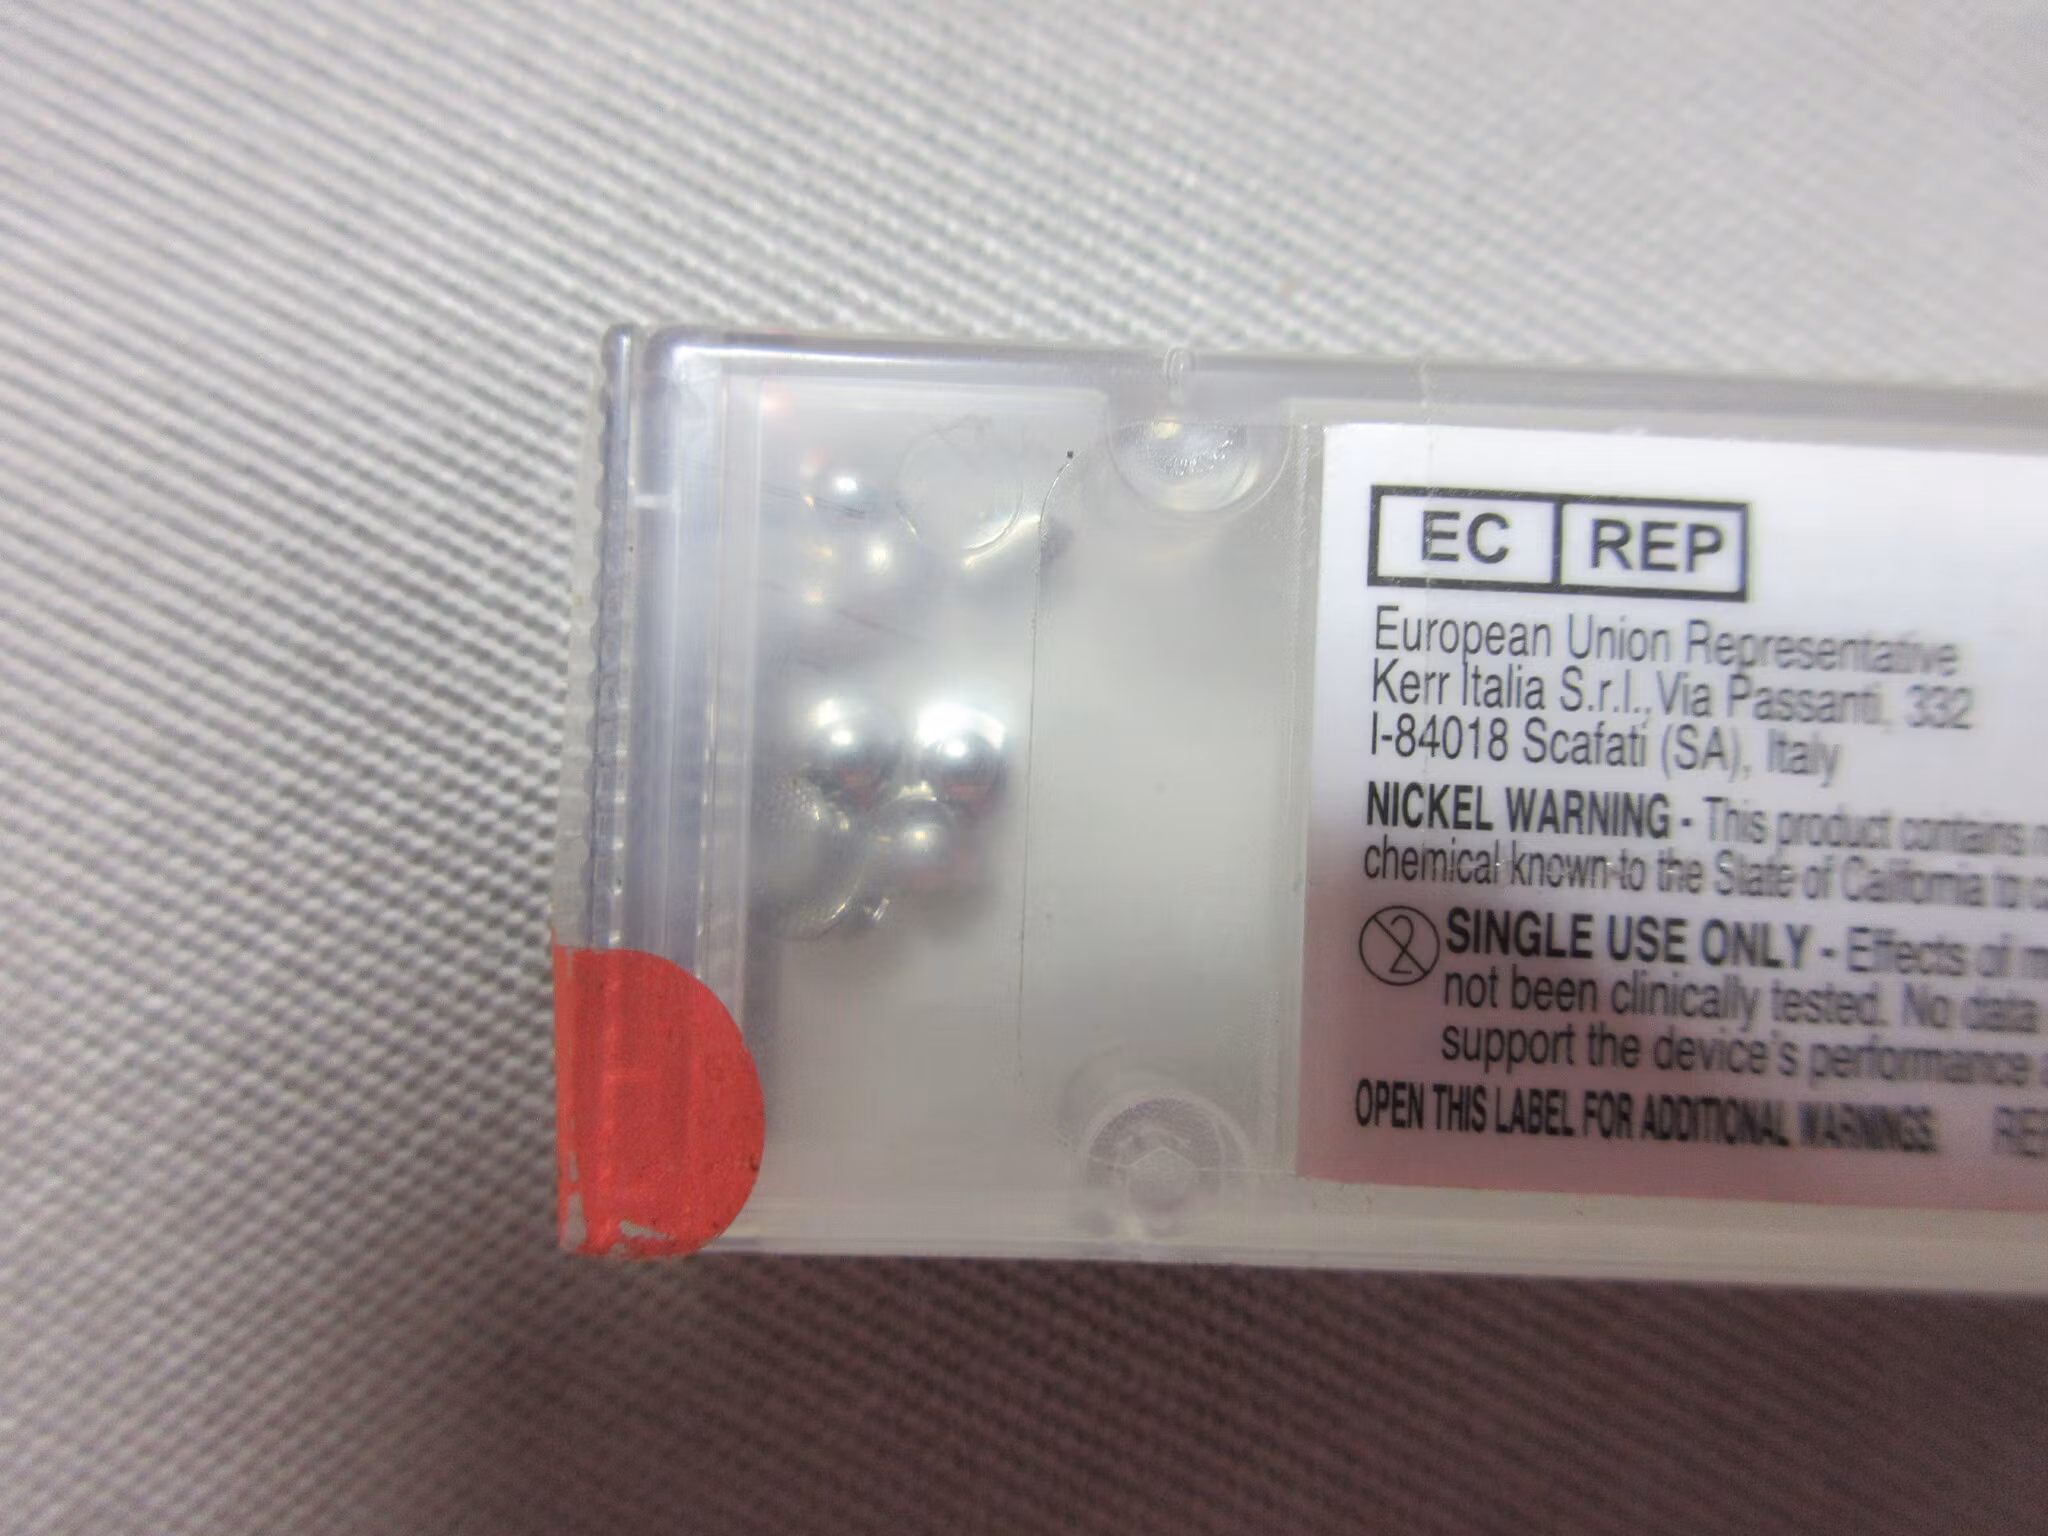 EC REP
European Union Representative
Kerr Italia S.r.l., Via Passanti, 332
I-84018 Scafati (SA), Italy
NICKEL WARNING - This product contains
chemical known to the State of California to
2 SINGLE USE ONLY - Effects of
not been clinically tested. No data
support the device's performance
OPEN THIS LABEL FOR ADDITIONAL WARNINGS.